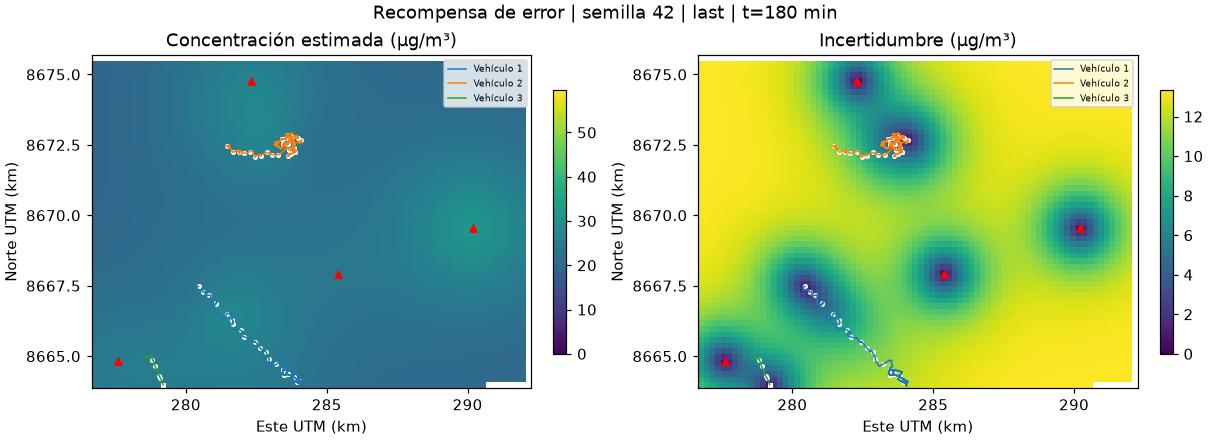 Recompensa de error | semilla 42 | last | t=180 min
Concentración estimada (µg/m³)
Vehículo 1
Vehículo 2
Vehículo 3
8675.0
8672.5
8670.0
8667.5
8665.0
Norte UTM (km)
280
285
290
Este UTM (km)
50
40
30
20
10
0
Incertidumbre (µg/m³)
Vehículo 1
Vehículo 2
Vehículo 3
8675.0
8672.5
8670.0
8667.5
8665.0
Norte UTM (km)
280
285
290
Este UTM (km)
12
10
8
6
4
2
0